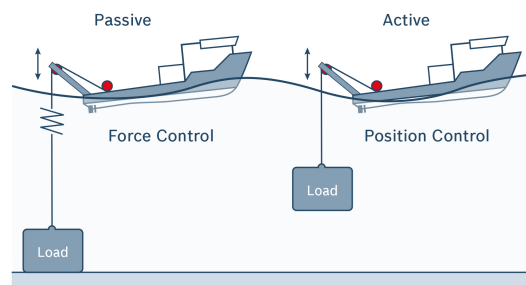 Passive
Active
Force Control
Position Control
Load
Load